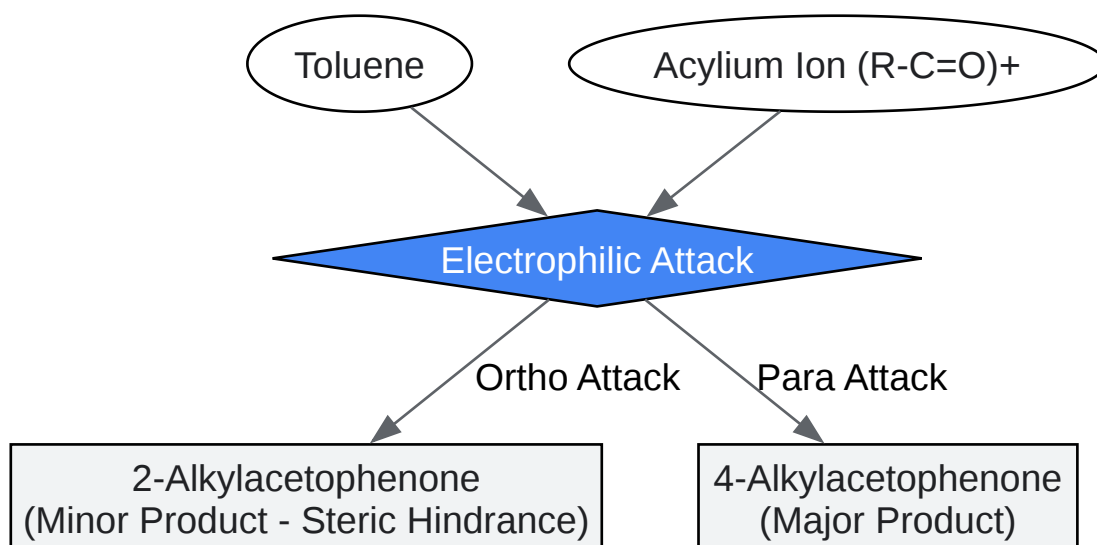 Toluene
Acylium Ion (R-C=O)+
Electrophilic Attack
Ortho Attack
Para Attack
2-Alkylacetophenone
(Minor Product - Steric Hindrance)
4-Alkylacetophenone
(Major Product)